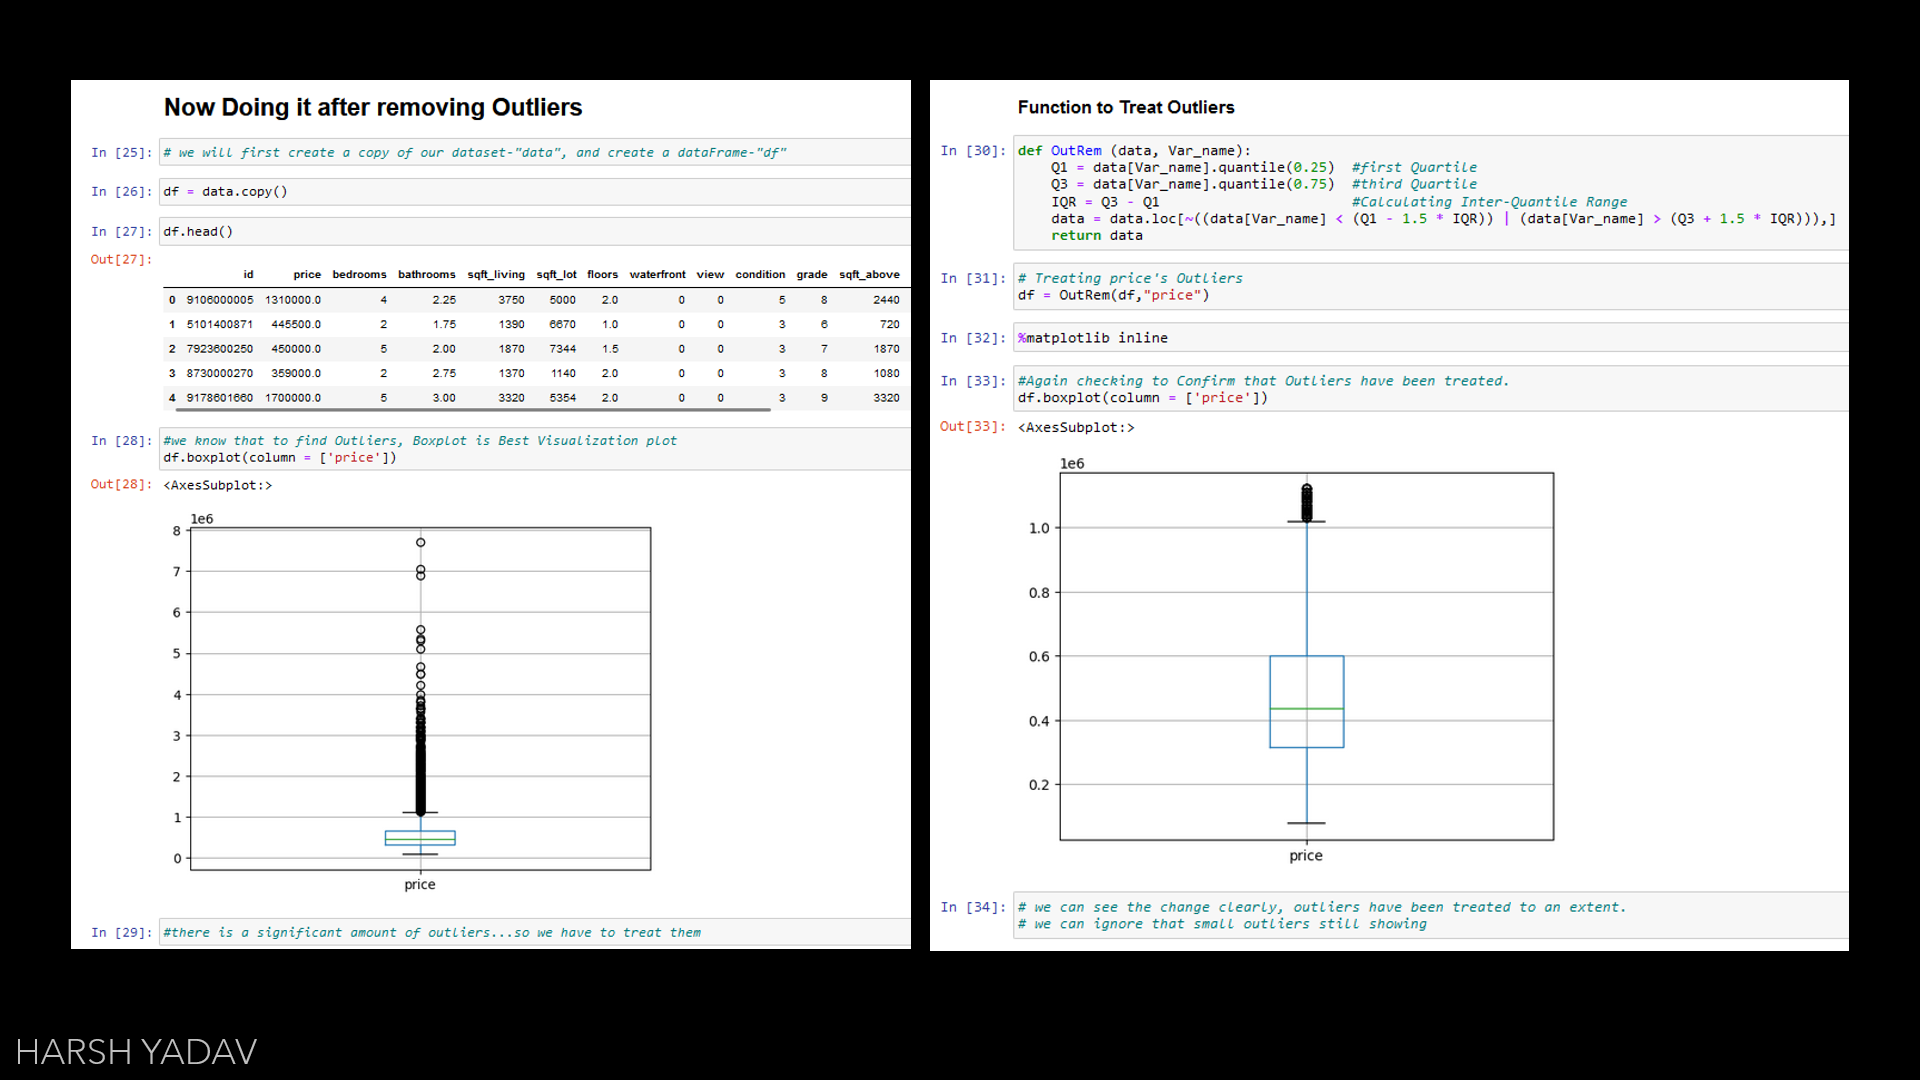 Now Doing it after removing Outliers
In [25]: # we will first create a copy of our dataset-"data", and create a dataFrame-"df"
In [26]: df = data.copy()
In [27]: df.head()
Out[27]:
id price bedrooms bathrooms sqft_living sqft_lot floors waterfront view condition grade sqft_above
0 9106000005 1310000.0 4 2.25 3750 5000 2.0 0 0 5 8 2440
1 5101400871 445500.0 2 1.75 1390 6670 1.0 0 0 3 6 720
2 7923600250 450000.0 5 2.00 1870 7344 1.5 0 0 3 7 1870
3 8730000270 359000.0 2 2.75 1370 1140 2.0 0 0 3 8 1080
4 9178601660 1700000.0 5 3.00 3320 5354 2.0 0 0 3 9 3320
In [28]: #we know that to find Outliers, Boxplot is Best Visualization plot
df.boxplot(column = ['price'])
Out[28]: <AxesSubplot:>
1e6
8
7
6
5
4
3
2
1
0
price
In [29]: #there is a significant amount of outliers...so we have to treat them
Function to Treat Outliers
In [30]: def OutRem (data, Var_name):
Q1 = data[Var_name].quantile(0.25) #first Quartile
Q3 = data[Var_name].quantile(0.75) #third Quartile
IQR = Q3 - Q1 #Calculating Inter-Quantile Range
data = data.loc[~((data[Var_name] < (Q1 - 1.5 * IQR)) | (data[Var_name] > (Q3 + 1.5 * IQR))),]
return data
In [31]: # Treating price's Outliers
df = OutRem(df,"price")
In [32]: %matplotlib inline
In [33]: #Again checking to Confirm that Outliers have been treated.
df.boxplot(column = ['price'])
Out[33]: <AxesSubplot:>
1e6
1.0
0.8
0.6
0.4
0.2
price
In [34]: # we can see the change clearly, outliers have been treated to an extent.
# we can ignore that small outliers still showing
HARSH YADAV